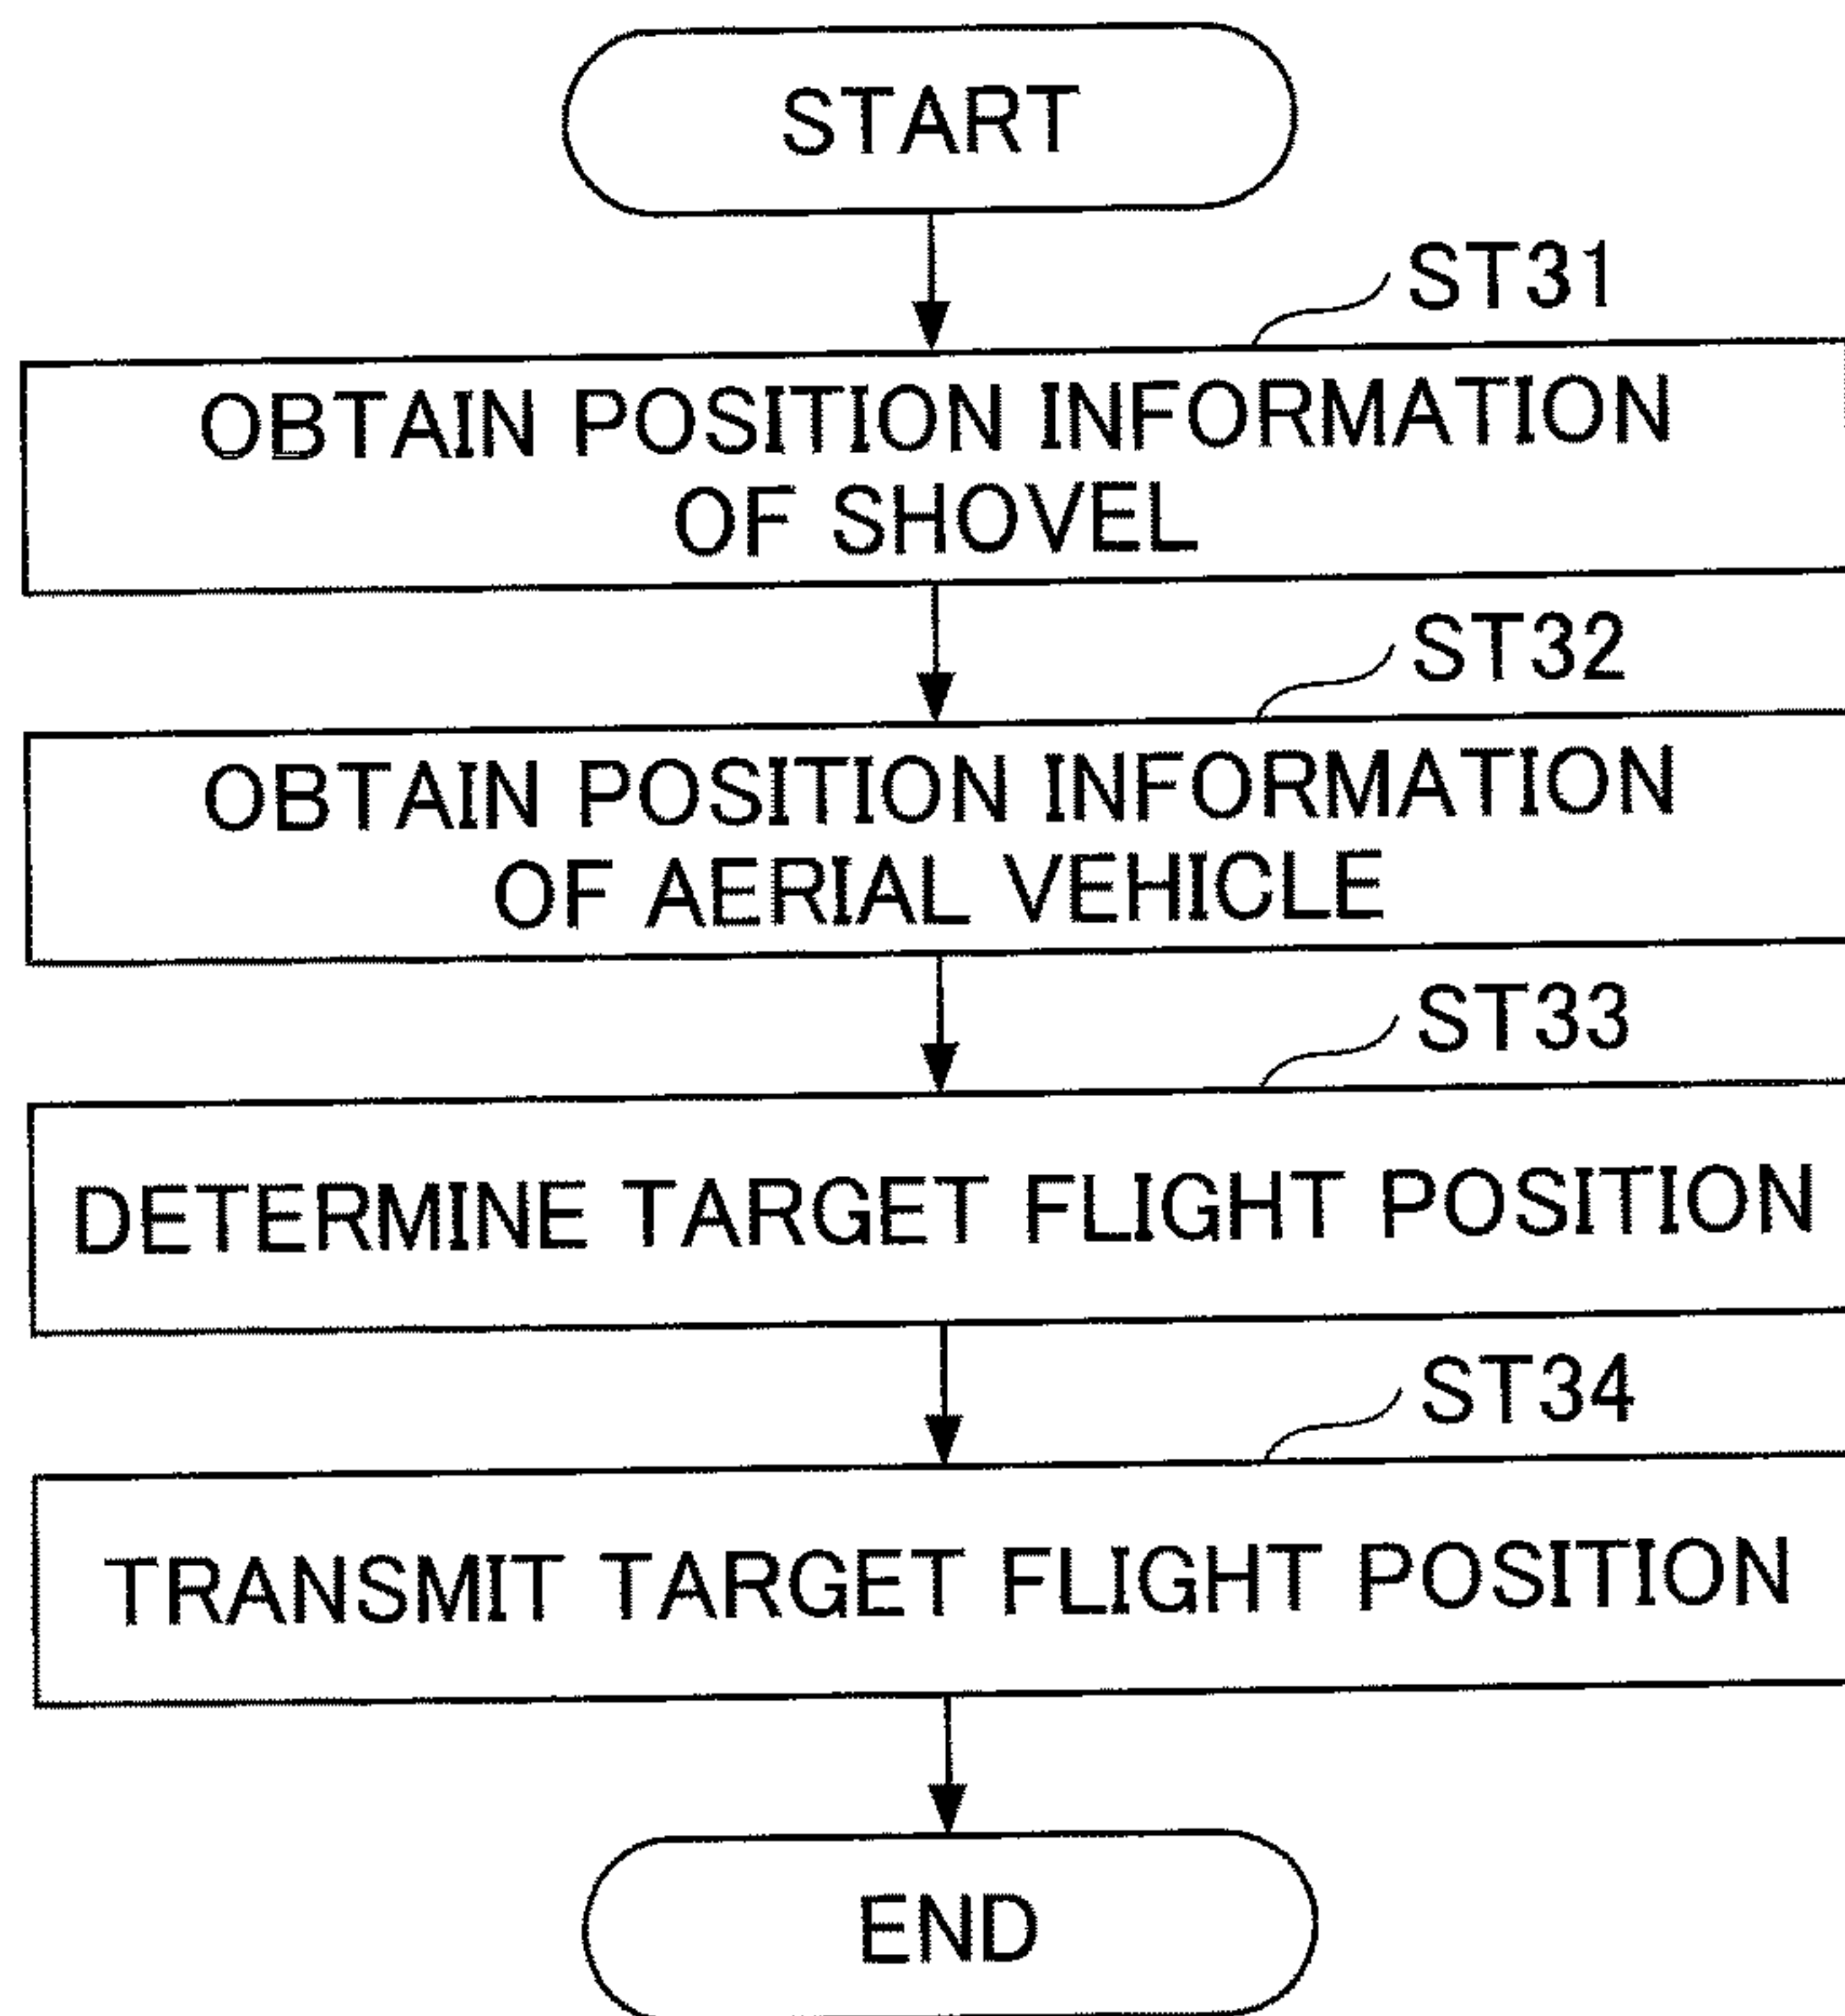 START
ST31
OBTAIN POSITION INFORMATION
OF SHOVEL
ST32
OBTAIN POSITION INFORMATION
OF AERIAL VEHICLE
ST33
DETERMINE TARGET FLIGHT POSITION
ST34
TRANSMIT TARGET FLIGHT POSITION
END